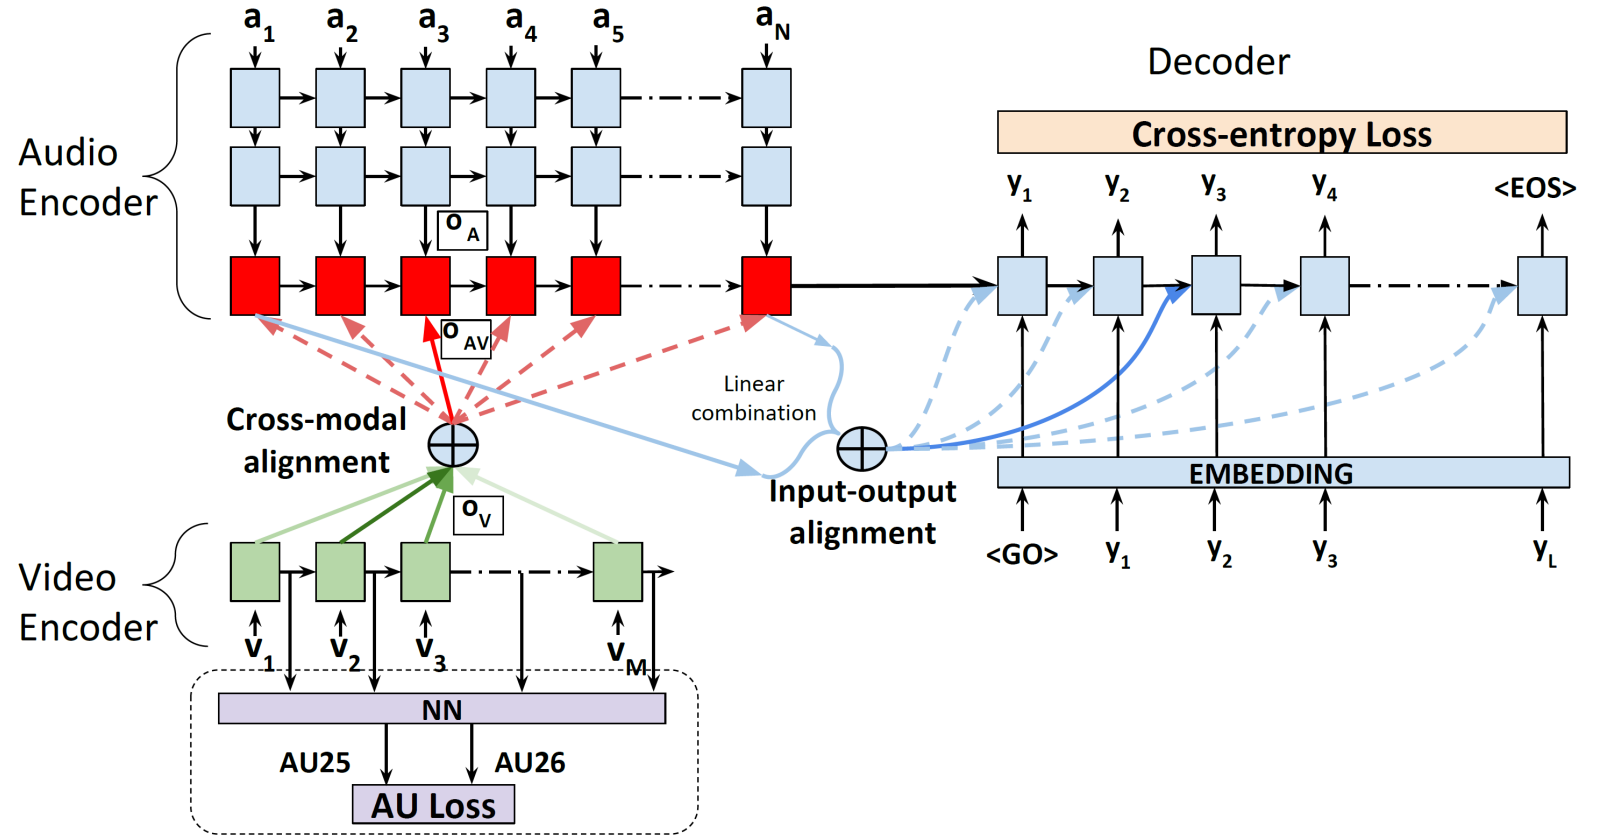 a1 a2 a3 a4 a5 aN
Audio
Encoder
oA
oAV
Cross-modal
alignment
oV
Video
Encoder
v1 v2 v3 vM
NN
AU25 AU26
AU Loss
Linear
combination
Input-output
alignment
Decoder
Cross-entropy Loss
y1 y2 y3 y4 <EOS>
EMBEDDING
<GO> y1 y2 y3 yL